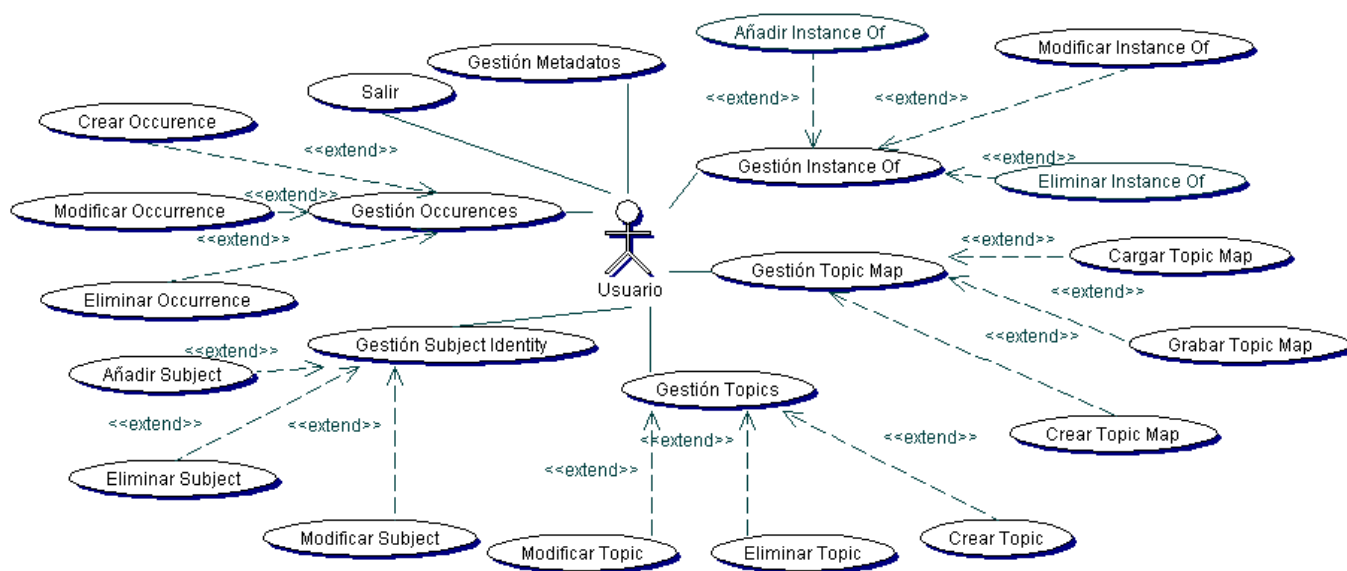 Añadir Instance Of
Modificar Instance Of
Gestión Metadatos
Salir
<<extend>>
<<extend>>
Crear Occurence
<<extend>>
Gestión Instance Of
<<extend>>
Eliminar Instance Of
<<extend>>
Modificar Occurrence
Gestión Occurences
<<extend>>
Usuario
Gestión Topic Map
Cargar Topic Map
<<extend>>
Eliminar Occurrence
<<extend>>
<<extend>>
Gestión Subject Identity
Grabar Topic Map
<<extend>>
Añadir Subject
<<extend>>
Gestión Topics
<<extend>>
<<extend>>
Crear Topic Map
<<extend>>
<<extend>>
<<extend>>
Eliminar Subject
Modificar Subject
Modificar Topic
Eliminar Topic
Crear Topic